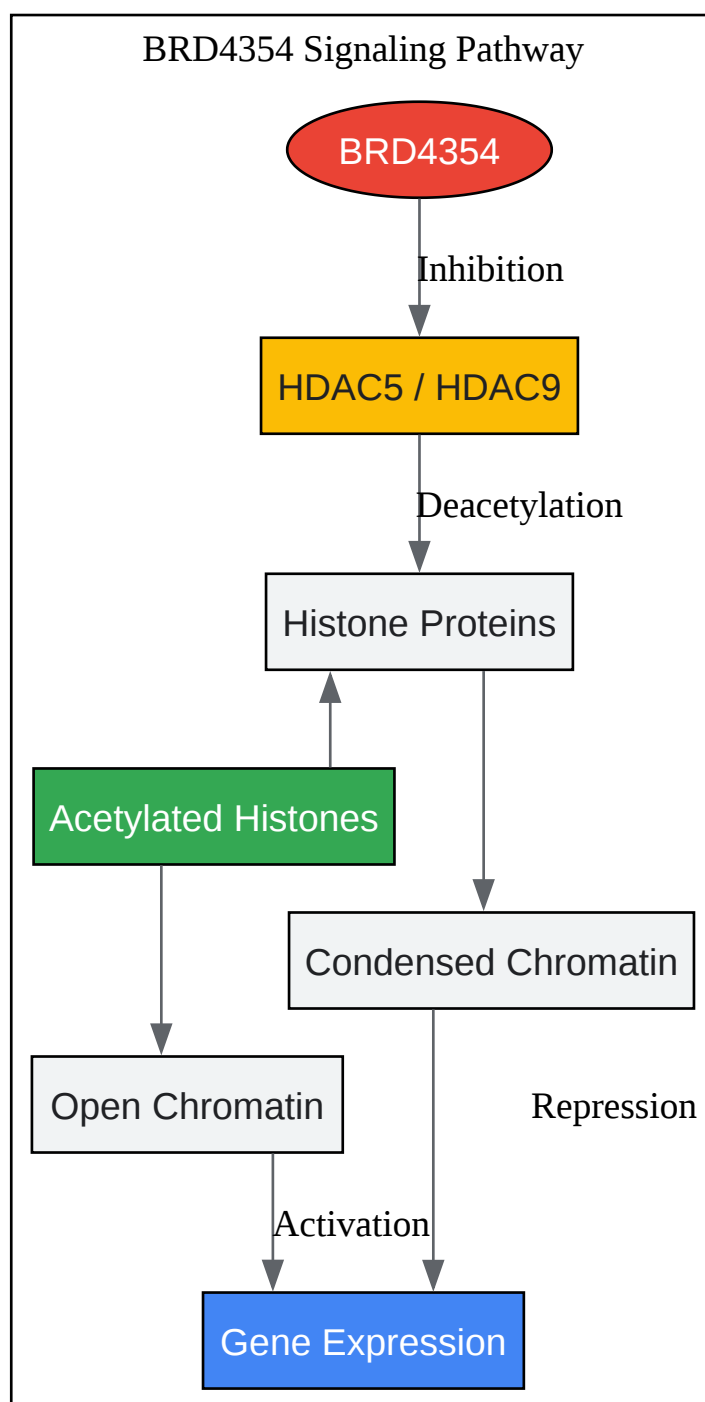 BRD4354 Signaling Pathway
BRD4354
Inhibition
HDAC5 / HDAC9
Deacetylation
Histone Proteins
Acetylated Histones
Condensed Chromatin
Open Chromatin
Repression
Activation
Gene Expression